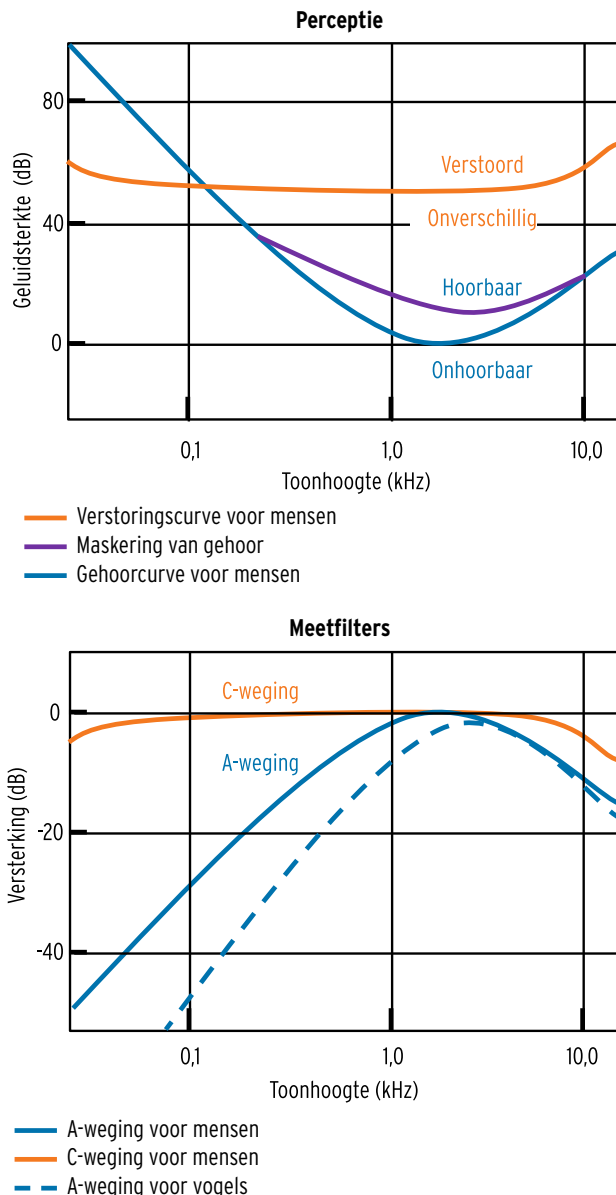 Perceptie
Geluidsterkte (dB)
80
40
0
Verstoord
Onverschillig
Hoorbaar
Onhoorbaar
0,1
1,0
10,0
Toonhoogte (kHz)
Verstoringscurve voor mensen
Maskering van gehoor
Gehoorcurve voor mensen
Meetfilters
Versterking (dB)
0
-20
-40
C-weging
A-weging
0,1
1,0
10,0
Toonhoogte (kHz)
A-weging voor mensen
C-weging voor mensen
A-weging voor vogels